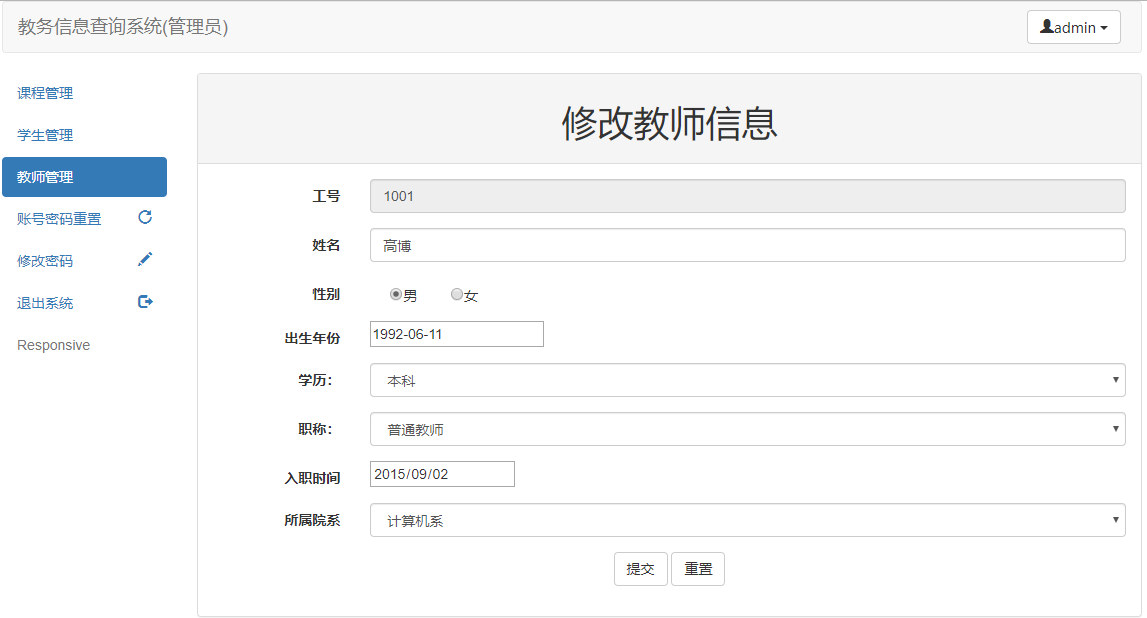 教务信息查询系统(管理员)
admin
课程管理
学生管理
教师管理
账号密码重置
修改密码
退出系统
Responsive
修改教师信息
工号 1001
姓名 高博
性别 男 女
出生年份 1992-06-11
学历： 本科
职称： 普通教师
入职时间 2015/09/02
所属院系 计算机系
提交 重置